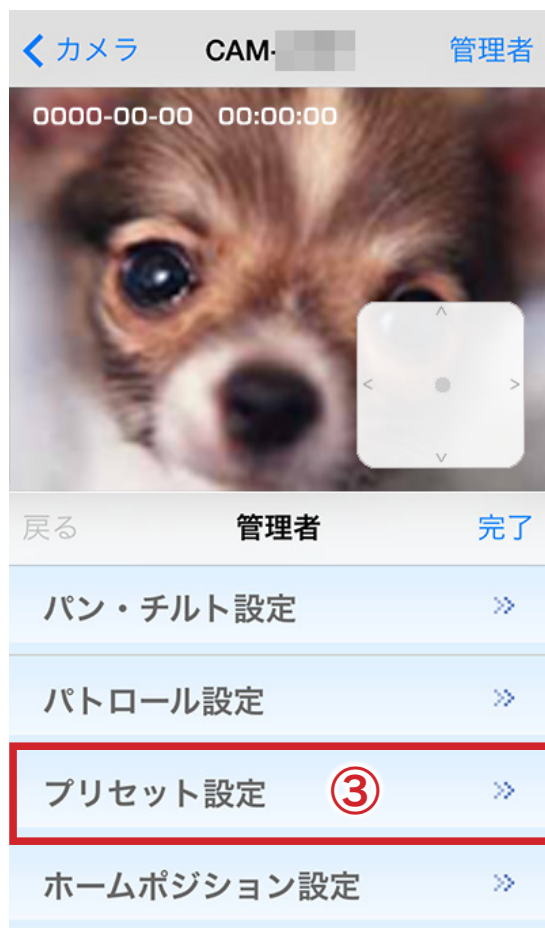 カメラ CAM- 管理者
0000-00-00 00:00:00
戻る 管理者 完了
パン・チルト設定
パトロール設定
プリセット設定 ③
ホームポジション設定